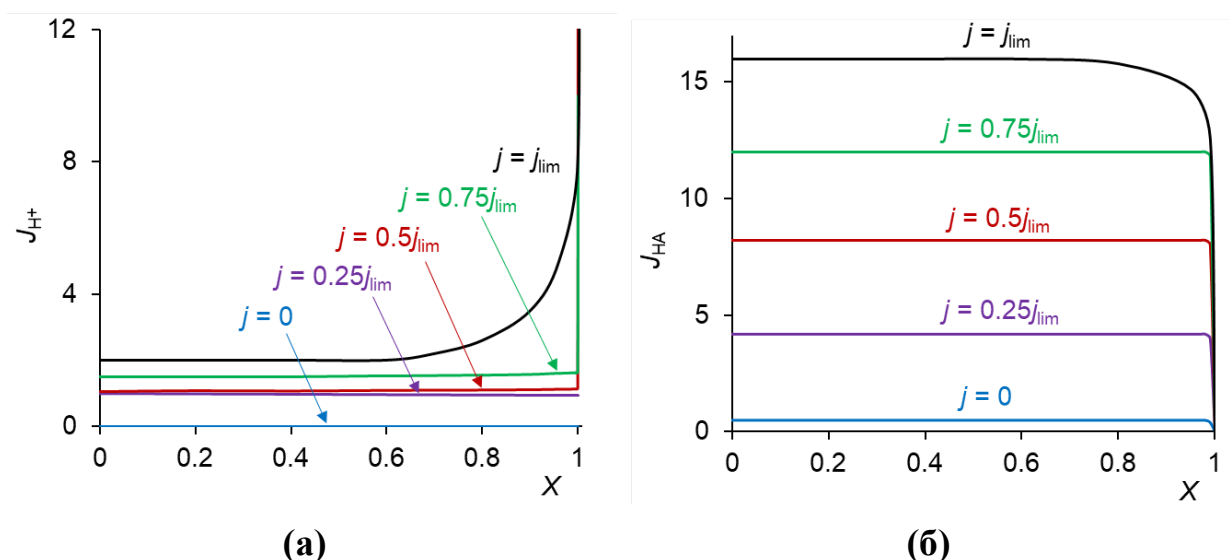 12
8
4
0
J_H⁺
j = j_lim
j = 0.75j_lim
j = 0.5j_lim
j = 0.25j_lim
j = 0
0 0.2 0.4 0.6 0.8 1
X
(а)
15
10
5
0
J_HA
j = j_lim
j = 0.75j_lim
j = 0.5j_lim
j = 0.25j_lim
j = 0
0 0.2 0.4 0.6 0.8 1
X
(б)